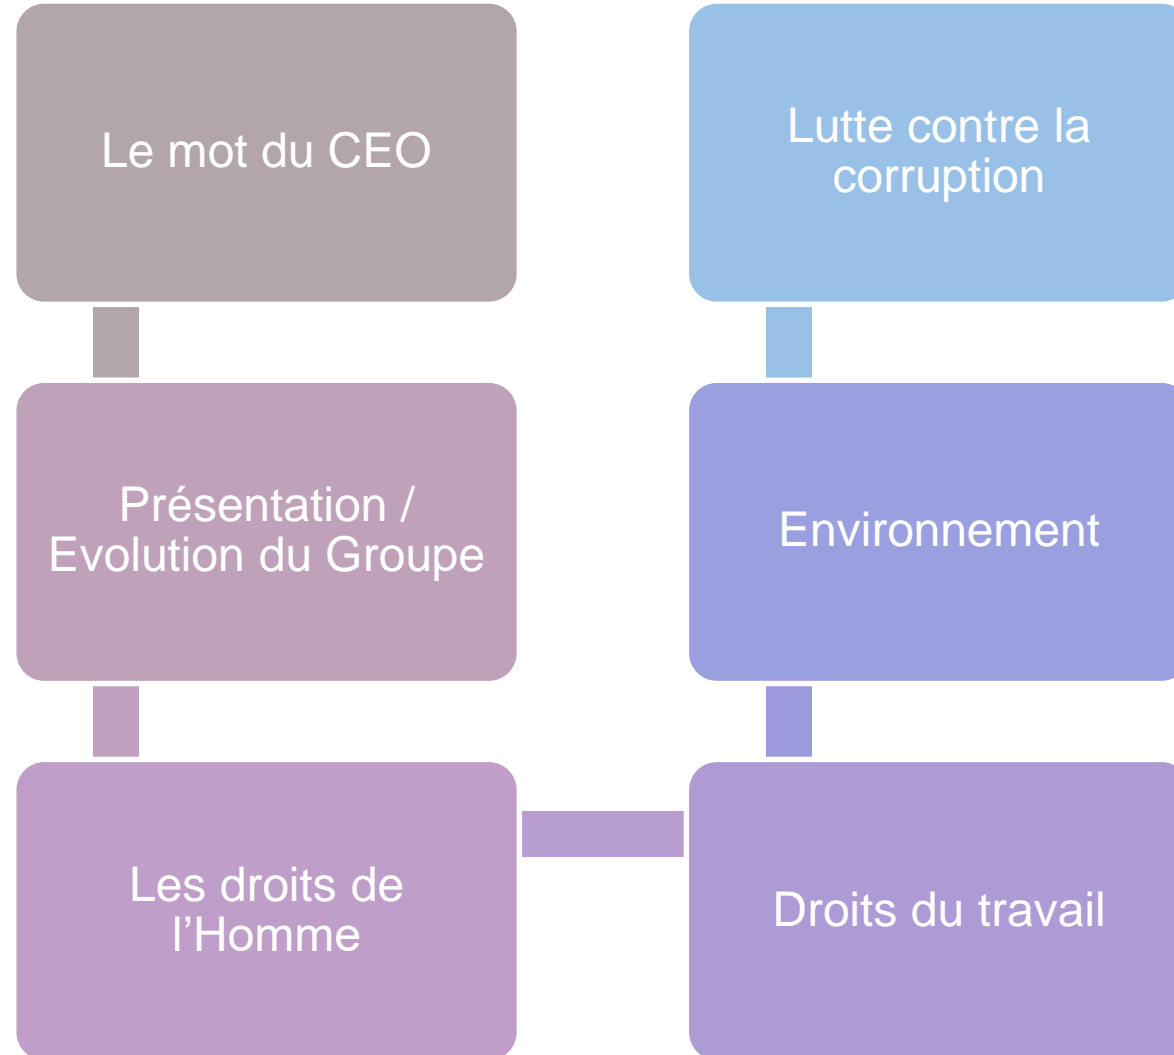 Le mot du CEO
Présentation /
Evolution du Groupe
Les droits de
l’Homme
Droits du travail
Environnement
Lutte contre la
corruption